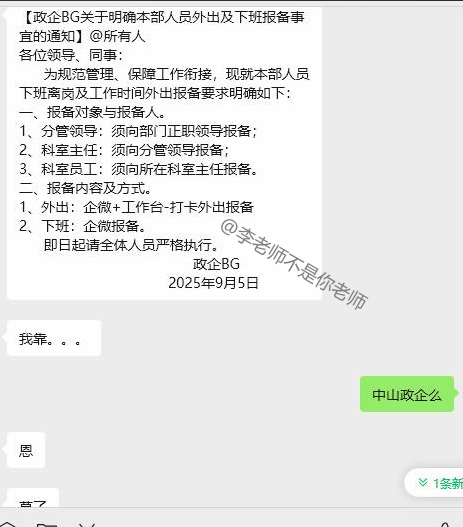 【政企BG关于明确本部人员外出及下班报备事
宜的通知】@所有人
各位领导、同事：
为规范管理、保障工作衔接，现就本部人员
下班离岗及工作时间外出报备要求明确如下：
一、报备对象与报备人。
1、分管领导：须向部门正职领导报备；
2、科室主任：须向分管领导报备；
3、科室员工：须向所在科室主任报备。
二、报备内容及方式。
1、外出：企微+工作台-打卡外出报备
2、下班：企微报备。
即日起请全体人员严格执行。
政企BG
2025年9月5日
@李老师不是你老师
我靠。。。
中山政企么
恩
1条新